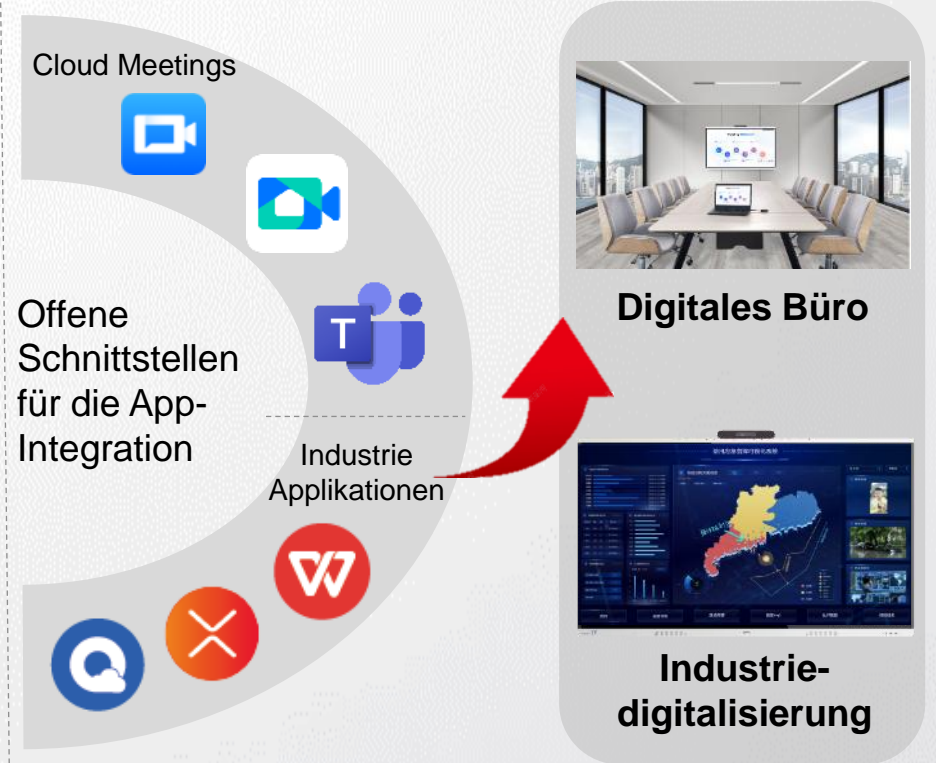 Cloud Meetings
T
Offene
Schnittstellen
für die App-
Integration
Industrie
Applikationen
Digitales Büro
Industrie-
digitalisierung